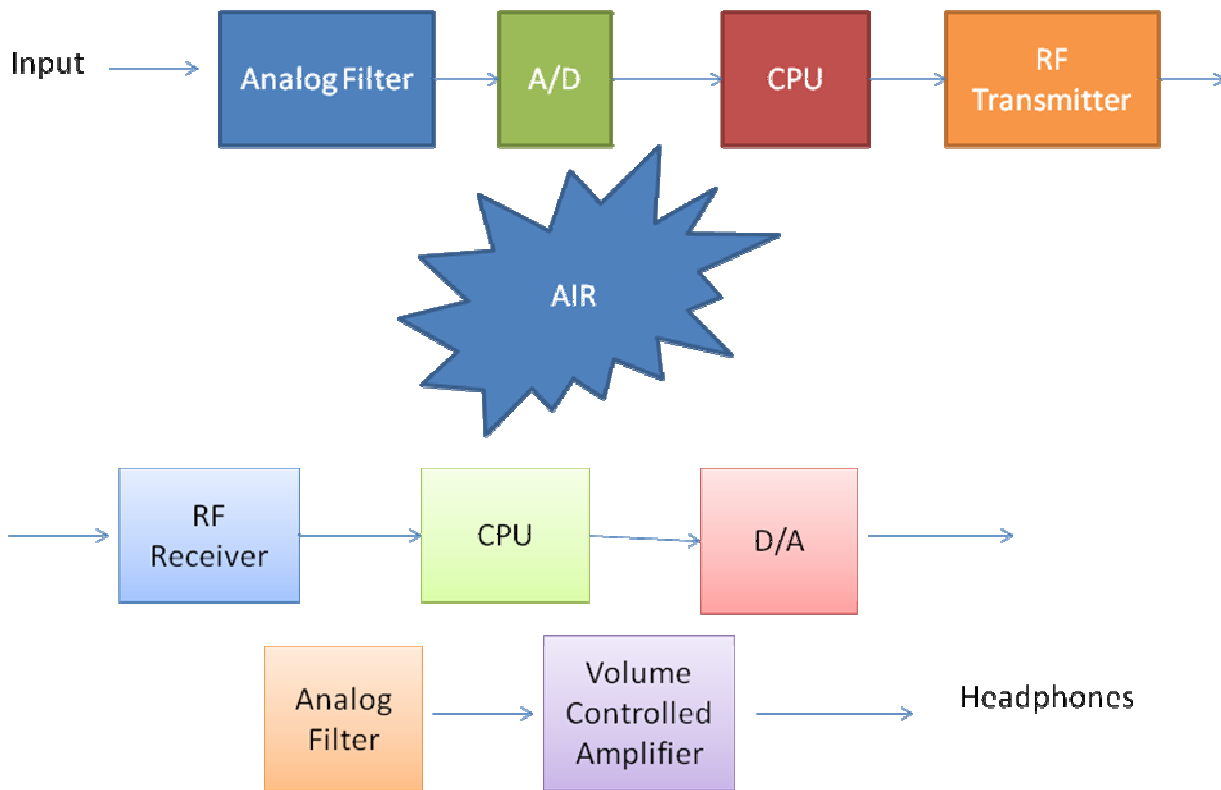 Input
Analog Filter
A/D
CPU
RF
Transmitter
AIR
RF
Receiver
CPU
D/A
Analog
Filter
Volume
Controlled
Amplifier
Headphones